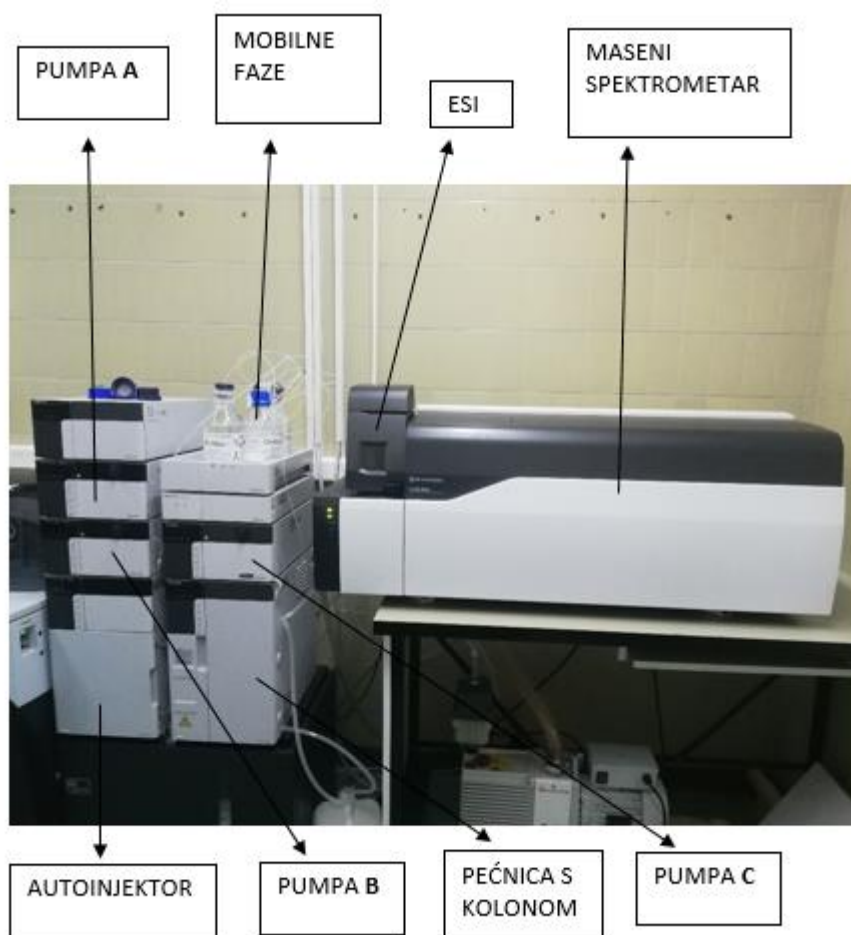 PUMPA A
MOBILNE
FAZE
ESI
MASENI
SPEKTROMETAR
AUTOINJEKTOR
PUMPA B
PEĆNICA S
KOLONOM
PUMPA C